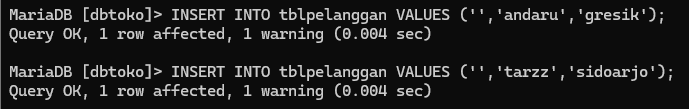 MariaDB [dbtoko]> INSERT INTO tblpelanggan VALUES ('','andaru','gresik');
Query OK, 1 row affected, 1 warning (0.004 sec)
MariaDB [dbtoko]> INSERT INTO tblpelanggan VALUES ('','tarzz','sidoarjo');
Query OK, 1 row affected, 1 warning (0.004 sec)